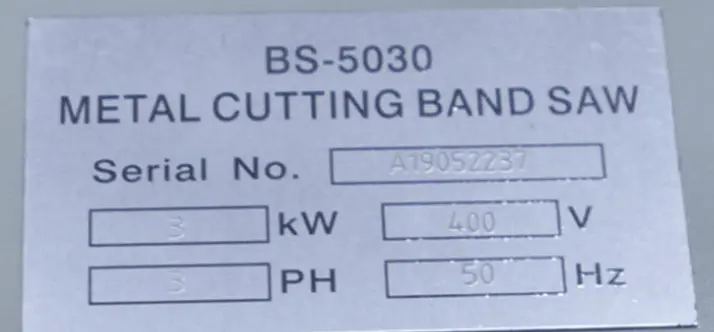 BS-5030
METAL CUTTING BAND SAW
Serial No. A19052237
3 kW 400 V
3 PH 50 Hz